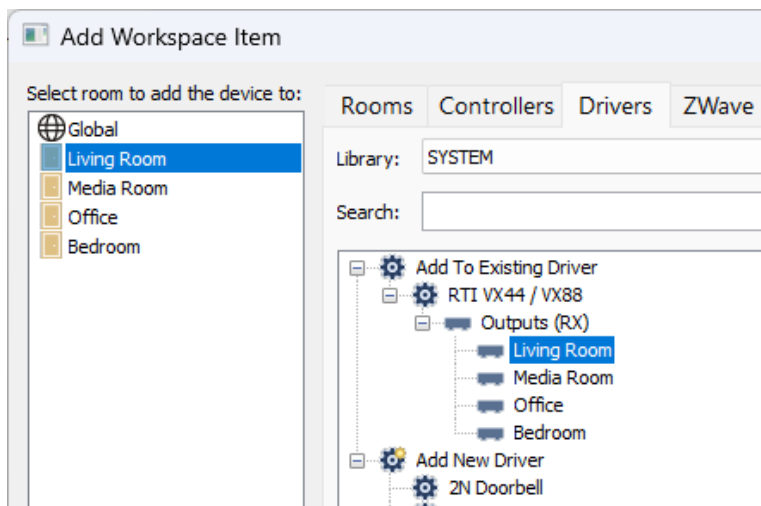 Add Workspace Item
Select room to add the device to:
Global
Living Room
Media Room
Office
Bedroom
Rooms Controllers Drivers ZWave
Library: SYSTEM
Search:
Add To Existing Driver
RTI VX44 / VX88
Outputs (RX)
Living Room
Media Room
Office
Bedroom
Add New Driver
2N Doorbell